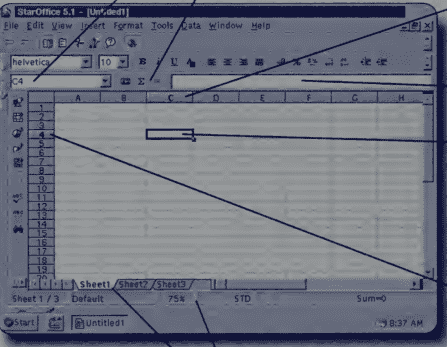 StarOffice 5.1 - [Untitled1]
File Edit View Insert Format Tools Data Window Help
helvetica 10 B I U
C4 Σ =
A B C D E F G H
1
2
3
4
5
6
7
8
9
10
11
12
13
14
15
16
17
18
19
20
Sheet1 Sheet2 Sheet3
Sheet 1 / 3 Default 75% STD Sum=0
Start Untitled1 8:37 AM